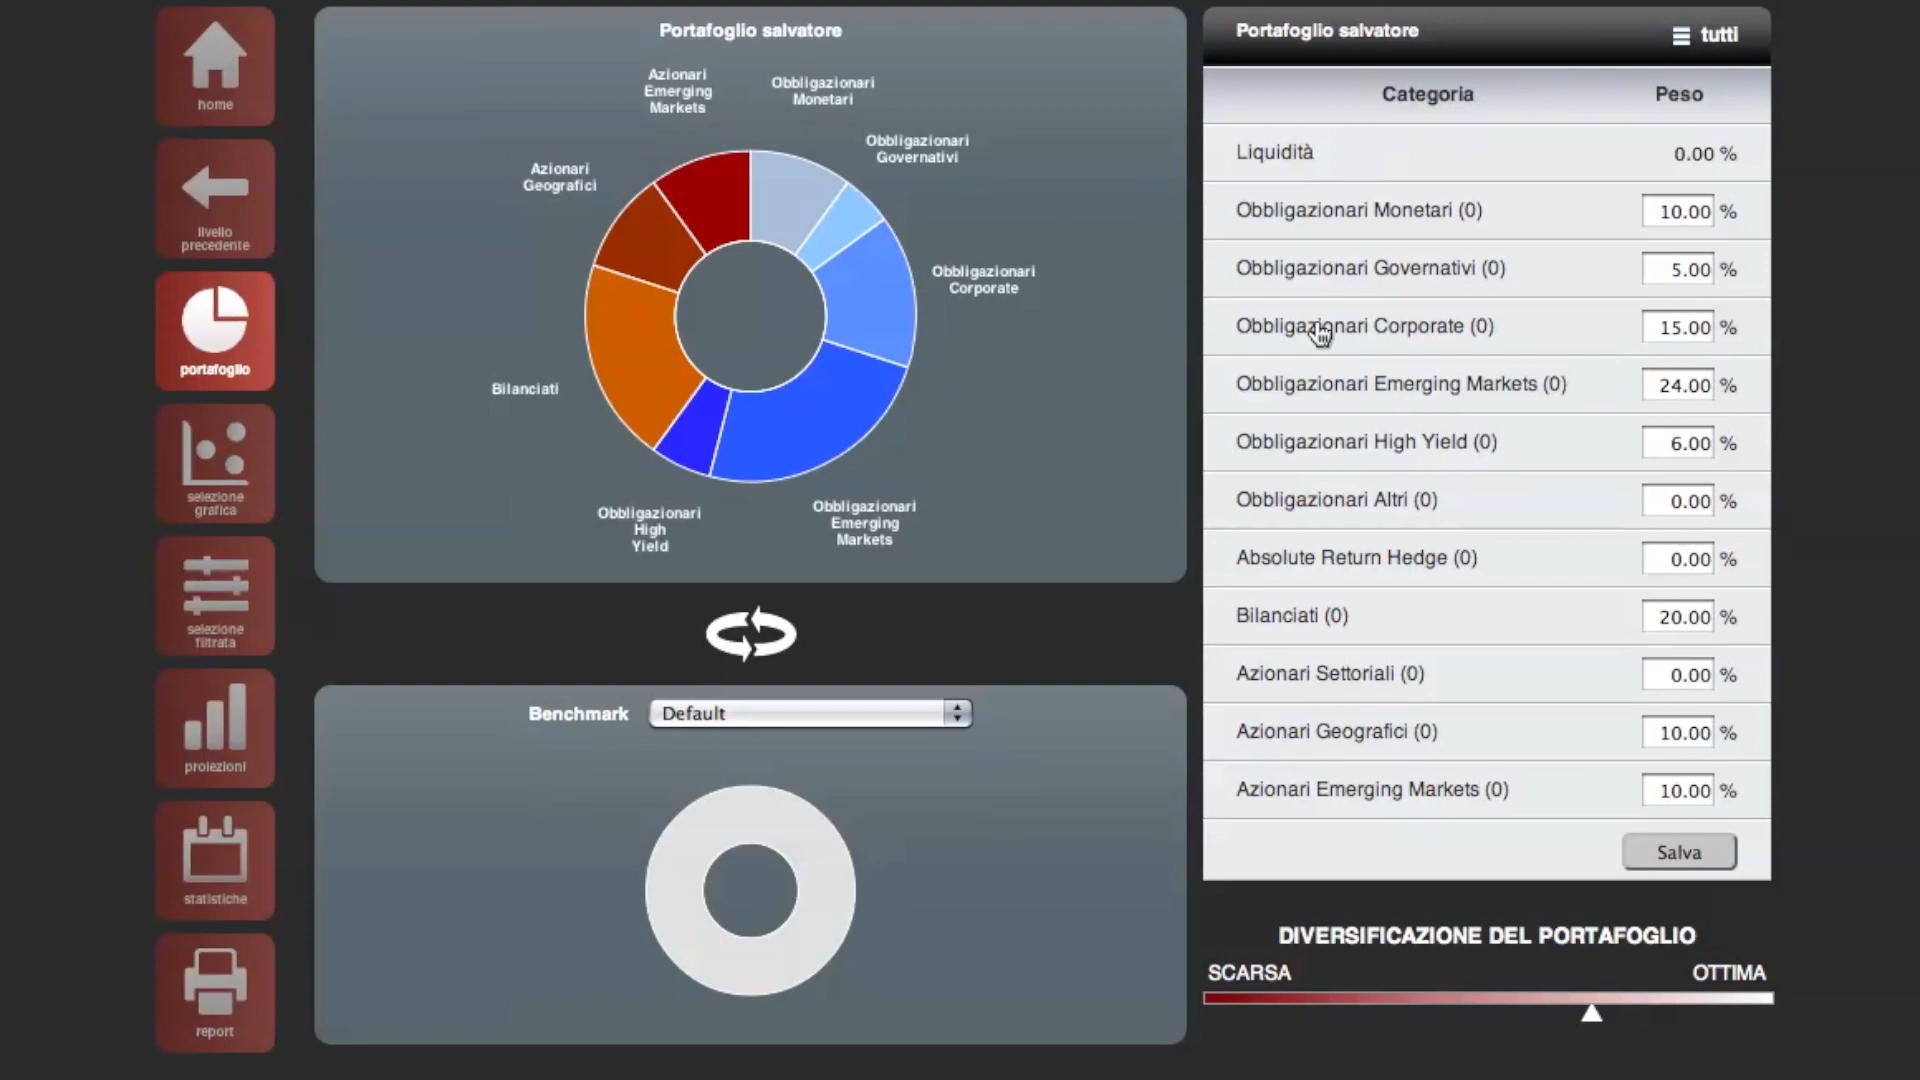 home
livello
precedente
portafoglio
selezione
grafica
selezione
filtrata
proiezioni
statistiche
report
Portafoglio salvatore
Azionari
Emerging
Markets
Obbligazionari
Monetari
Obbligazionari
Governativi
Azionari
Geografici
Obbligazionari
Corporate
Bilanciati
Obbligazionari
High
Yield
Obbligazionari
Emerging
Markets
Benchmark Default
Portafoglio salvatore tutti
Categoria Peso
Liquidità 0.00 %
Obbligazionari Monetari (0) 10.00 %
Obbligazionari Governativi (0) 5.00 %
Obbligazionari Corporate (0) 15.00 %
Obbligazionari Emerging Markets (0) 24.00 %
Obbligazionari High Yield (0) 6.00 %
Obbligazionari Altri (0) 0.00 %
Absolute Return Hedge (0) 0.00 %
Bilanciati (0) 20.00 %
Azionari Settoriali (0) 0.00 %
Azionari Geografici (0) 10.00 %
Azionari Emerging Markets (0) 10.00 %
Salva
DIVERSIFICAZIONE DEL PORTAFOGLIO
SCARSA OTTIMA